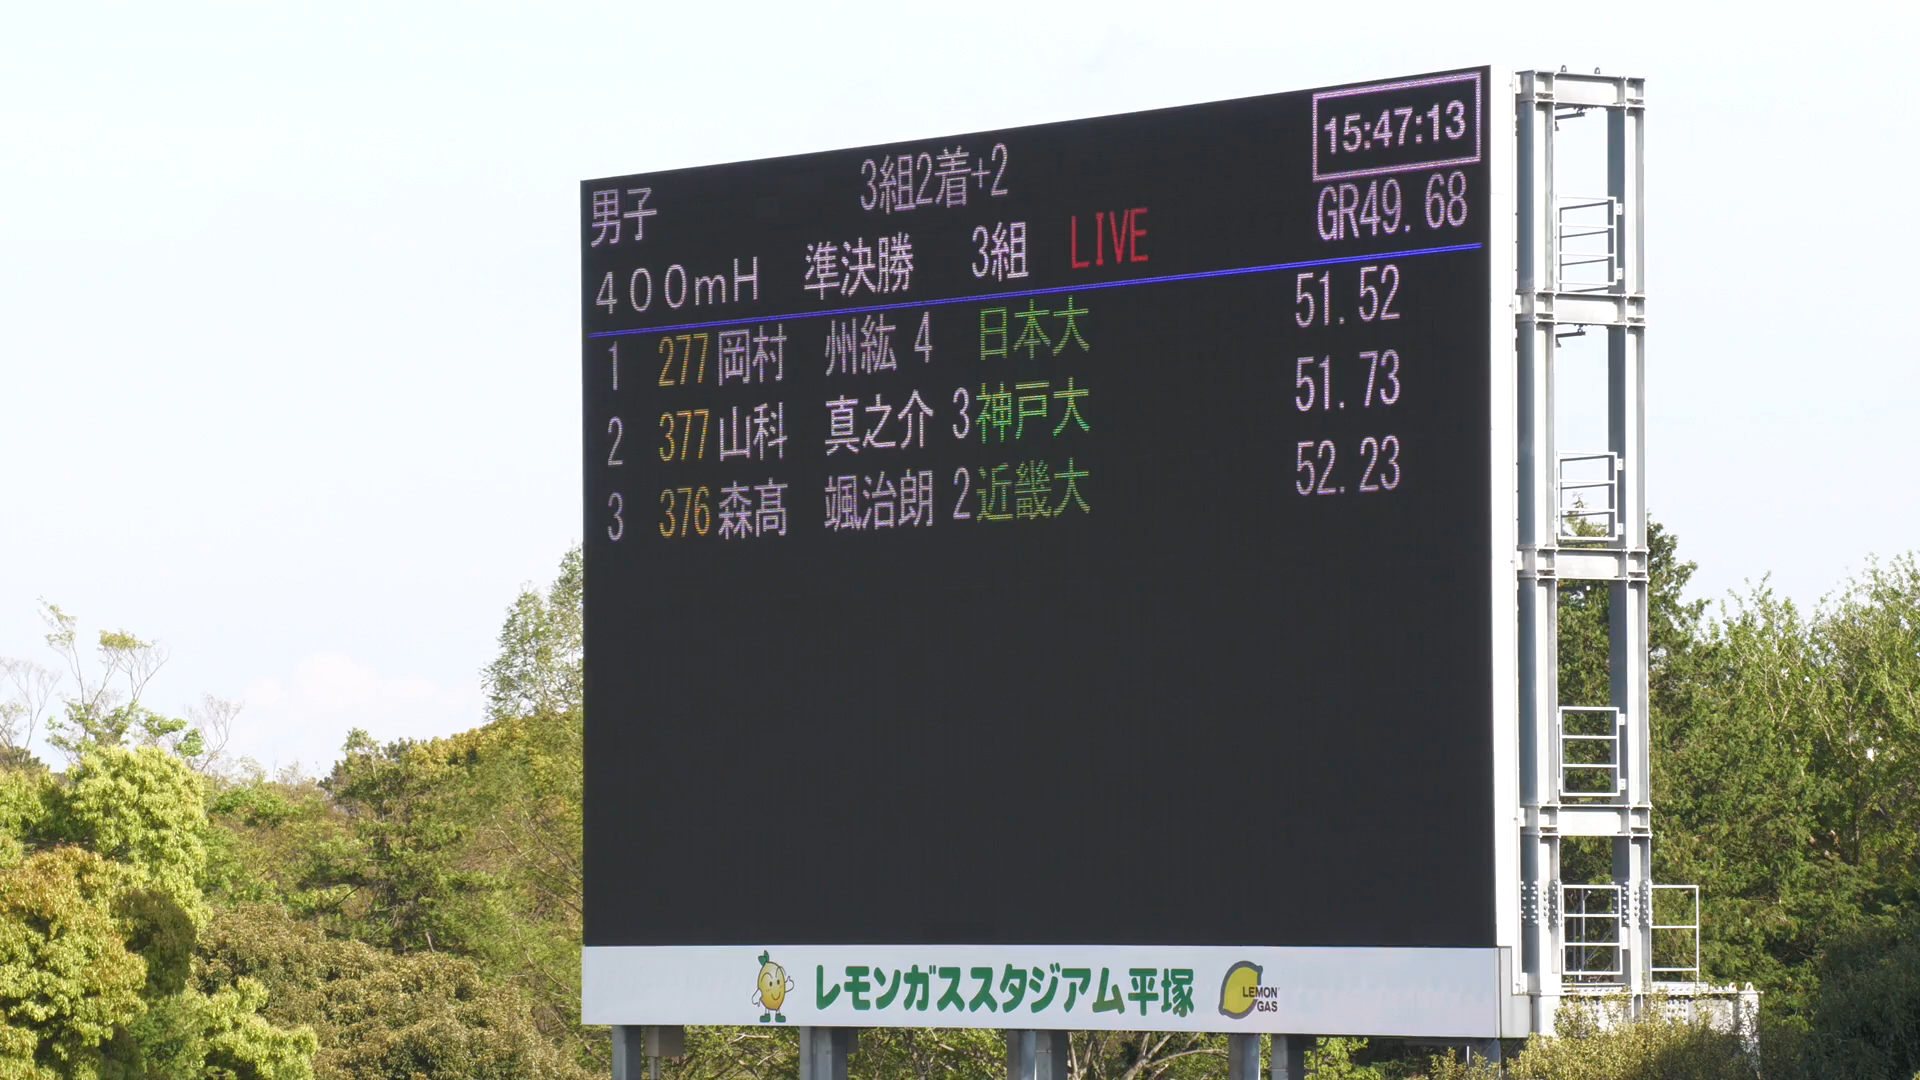 15:47:13
男子 3組2着+2 GR49.68
400mH 準決勝 3組 LIVE
1 277 岡村 州紘 4 日本大 51.52
2 377 山科 真之介 3 神戸大 51.73
3 376 森髙 颯治朗 2 近畿大 52.23
レモンガススタジアム平塚 LEMON GAS